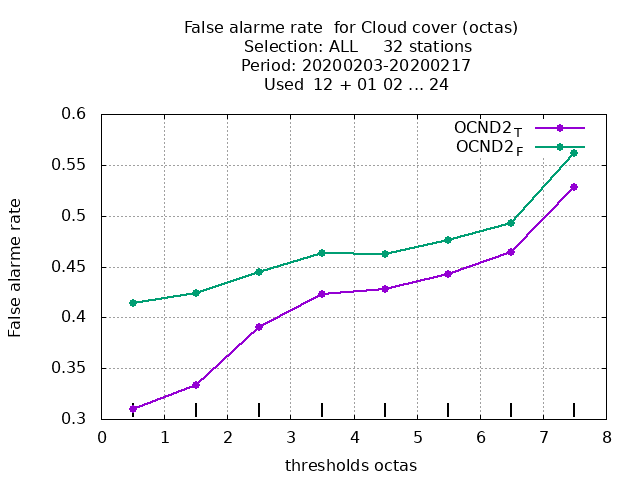 False alarme rate  for Cloud cover (octas)
Selection: ALL     32 stations
Period: 20200203-20200217
Used  12 + 01 02 ... 24
OCND2T
OCND2F
False alarme rate
0.6
0.55
0.5
0.45
0.4
0.35
0.3
0 1 2 3 4 5 6 7 8
thresholds octas